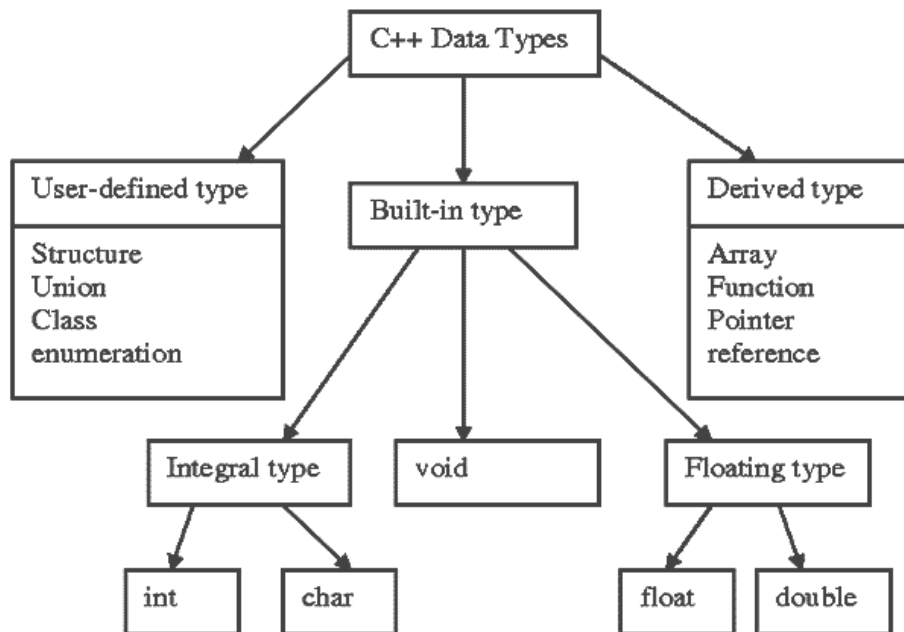 C++ Data Types
User-defined type
Structure
Union
Class
enumeration
Built-in type
Derived type
Array
Function
Pointer
reference
Integral type
void
Floating type
int
char
float
double